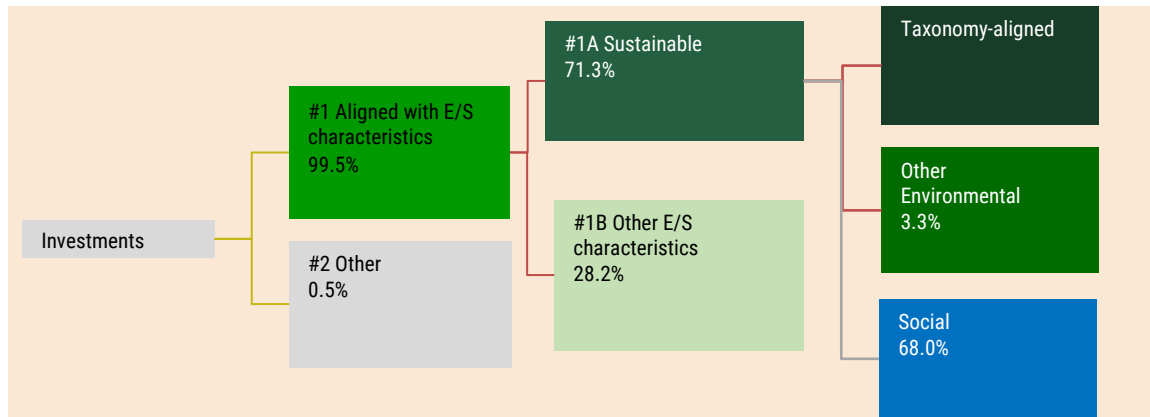 Investments
#1 Aligned with E/S
characteristics
99.5%
#2 Other
0.5%
#1A Sustainable
71.3%
#1B Other E/S
characteristics
28.2%
Taxonomy-aligned
Other
Environmental
3.3%
Social
68.0%